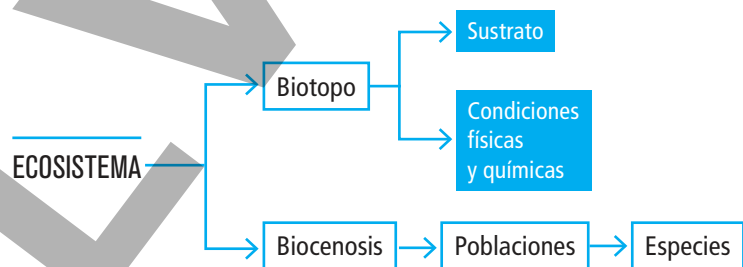 ECOSISTEMA
Biotopo
Sustrato
Condiciones
físicas
y químicas
Biocenosis
Poblaciones
Especies